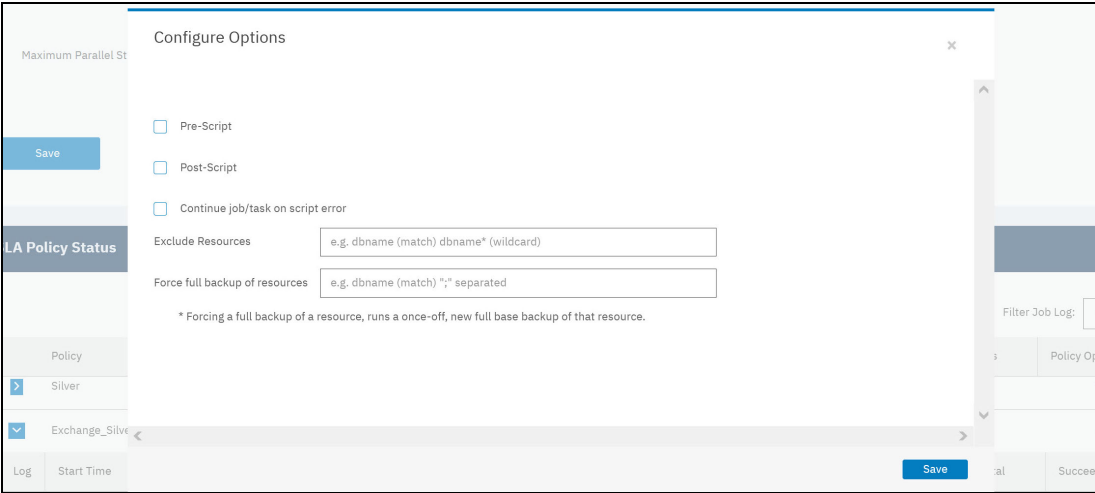 Configure Options
×
Maximum Parallel St
Pre-Script
Save
Post-Script
Continue job/task on script error
Exclude Resources e.g. dbname (match) dbname* (wildcard)
LA Policy Status
Force full backup of resources e.g. dbname (match) ";" separated
* Forcing a full backup of a resource, runs a once-off, new full base backup of that resource.
Filter Job Log:
Policy s Policy Op
Silver
Exchange_Silve
Log Start Time Save al Succee